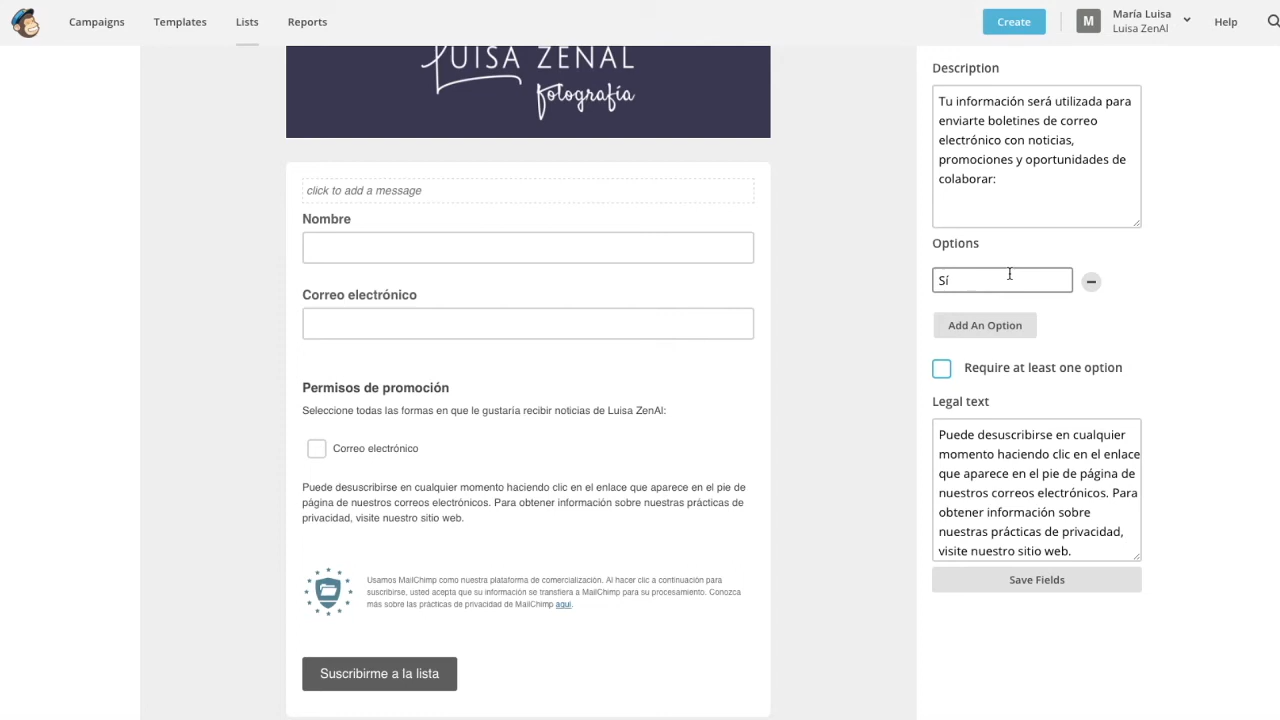 Campaigns
Templates
Lists
Reports
Create
M
María Luisa
Luisa ZenAl
Help
LUISA ZENAL
fotografía
click to add a message
Nombre
Correo electrónico
Permisos de promoción
Seleccione todas las formas en que le gustaría recibir noticias de Luisa ZenAl:
Correo electrónico
Puede desuscribirse en cualquier momento haciendo clic en el enlace que aparece en el pie de
página de nuestros correos electrónicos. Para obtener información sobre nuestras prácticas de
privacidad, visite nuestro sitio web.
Usamos MailChimp como nuestra plataforma de comercialización. Al hacer clic a continuación para
suscribirse, usted acepta que su información se transfiera a MailChimp para su procesamiento. Conozca
más sobre las prácticas de privacidad de MailChimp aquí.
Suscribirme a la lista
Description
Tu información será utilizada para
enviarte boletines de correo
electrónico con noticias,
promociones y oportunidades de
colaborar:
Options
Sí
Add An Option
Require at least one option
Legal text
Puede desuscribirse en cualquier
momento haciendo clic en el enlace
que aparece en el pie de página de
nuestros correos electrónicos. Para
obtener información sobre
nuestras prácticas de privacidad,
visite nuestro sitio web.
Save Fields